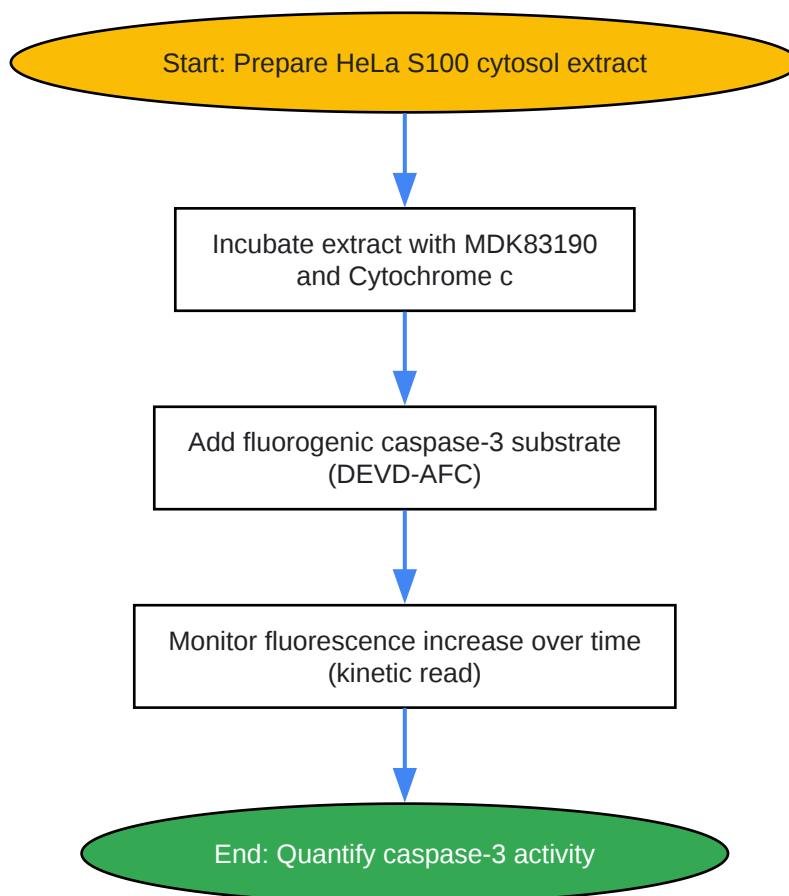 Start: Prepare HeLa S100 cytosol extract
Incubate extract with MDK83190
and Cytochrome c
Add fluorogenic caspase-3 substrate
(DEVD-AFC)
Monitor fluorescence increase over time
(kinetic read)
End: Quantify caspase-3 activity